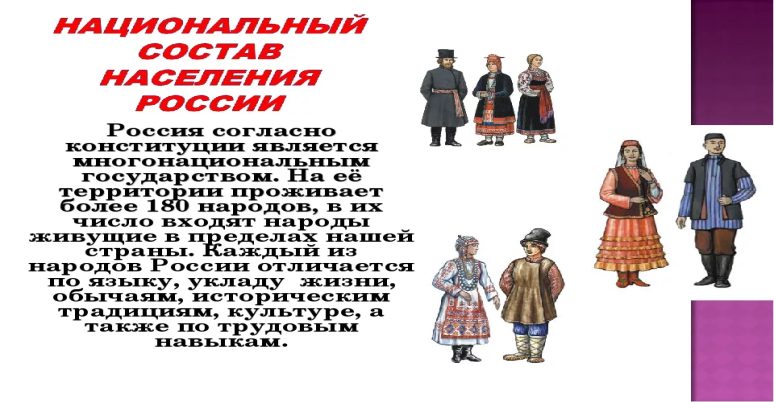 НАЦИОНАЛЬНЫЙ
СОСТАВ
НАСЕЛЕНИЯ
РОССИИ
Россия согласно
конституции является
многонациональным
государством. На её
территории проживает
более 180 народов, в их
число входят народы
живущие в пределах нашей
страны. Каждый из
народов России отличается
по языку, укладу жизни,
обычаям, историческим
традициям, культуре, а
также по трудовым
навыкам.